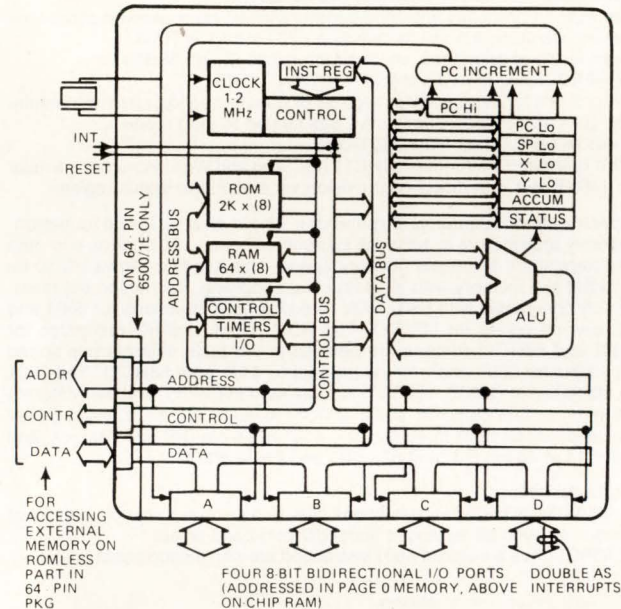 CLOCK
1-2
MHz
INST REG
CONTROL
PC INCREMENT
PC Hi
PC Lo
SP Lo
X Lo
Y Lo
ACCUM
STATUS
INT
RESET
ON 64-PIN
6500/1E ONLY
ADDRESS BUS
ROM
2K x (8)
RAM
64 x (8)
CONTROL
TIMERS
I/O
CONTROL BUS
DATA BUS
ALU
ADDR
CONTR
DATA
ADDRESS
CONTROL
DATA
A
B
C
D
FOR
ACCESSING
EXTERNAL
MEMORY ON
ROMLESS
PART IN
64-PIN
PKG
FOUR 8-BIT BIDIRECTIONAL I/O PORTS
(ADDRESSED IN PAGE 0 MEMORY, ABOVE
ON-CHIP RAM)
DOUBLE AS
INTERRUPTS